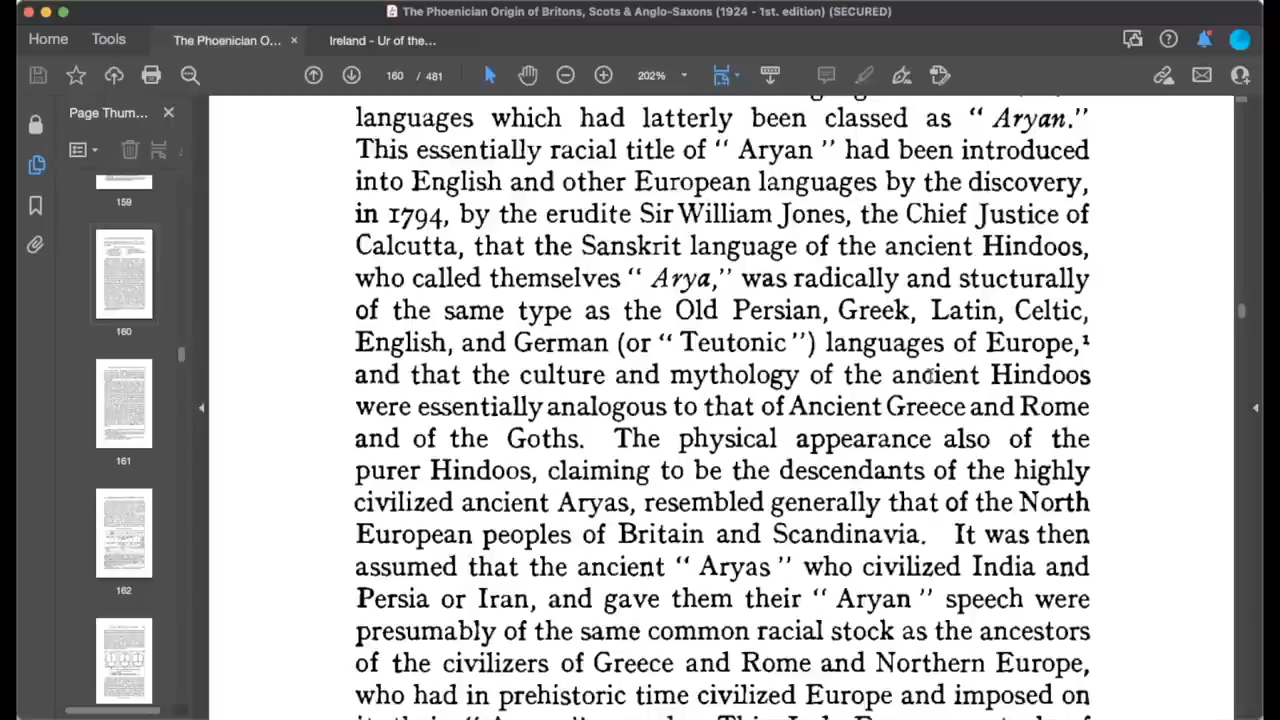 The Phoenician Origin of Britons, Scots & Anglo-Saxons (1924 - 1st. edition) (SECURED)
Home Tools The Phoenician O... × Ireland - Ur of the...
160 / 481 202%
Page Thum...
159
160
161
162
languages which had latterly been classed as “ Aryan.”
This essentially racial title of “ Aryan ” had been introduced
into English and other European languages by the discovery,
in 1794, by the erudite Sir William Jones, the Chief Justice of
Calcutta, that the Sanskrit language of the ancient Hindoos,
who called themselves “ Arya,” was radically and stucturally
of the same type as the Old Persian, Greek, Latin, Celtic,
English, and German (or “ Teutonic ”) languages of Europe,¹
and that the culture and mythology of the ancient Hindoos
were essentially analogous to that of Ancient Greece and Rome
and of the Goths. The physical appearance also of the
purer Hindoos, claiming to be the descendants of the highly
civilized ancient Aryas, resembled generally that of the North
European peoples of Britain and Scandinavia. It was then
assumed that the ancient “ Aryas ” who civilized India and
Persia or Iran, and gave them their “ Aryan ” speech were
presumably of the same common racial stock as the ancestors
of the civilizers of Greece and Rome and Northern Europe,
who had in prehistoric time civilized Europe and imposed on